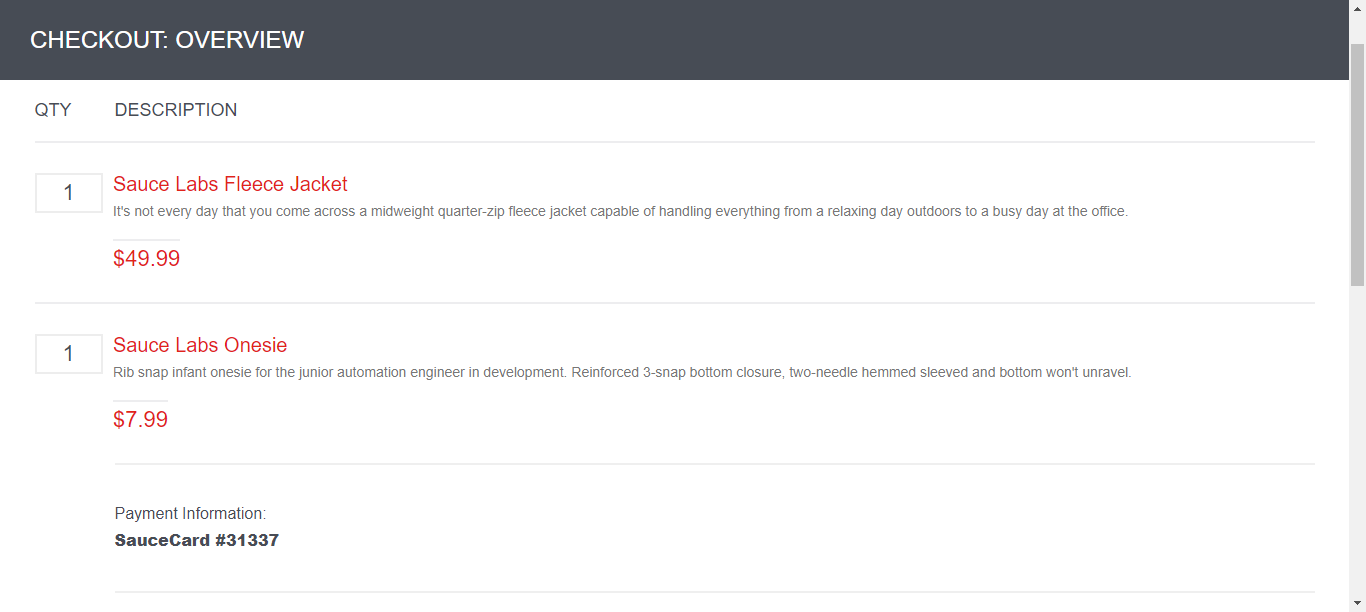 CHECKOUT: OVERVIEW
QTY DESCRIPTION
1 Sauce Labs Fleece Jacket
It's not every day that you come across a midweight quarter-zip fleece jacket capable of handling everything from a relaxing day outdoors to a busy day at the office.
$49.99
1 Sauce Labs Onesie
Rib snap infant onesie for the junior automation engineer in development. Reinforced 3-snap bottom closure, two-needle hemmed sleeved and bottom won't unravel.
$7.99
Payment Information:
SauceCard #31337